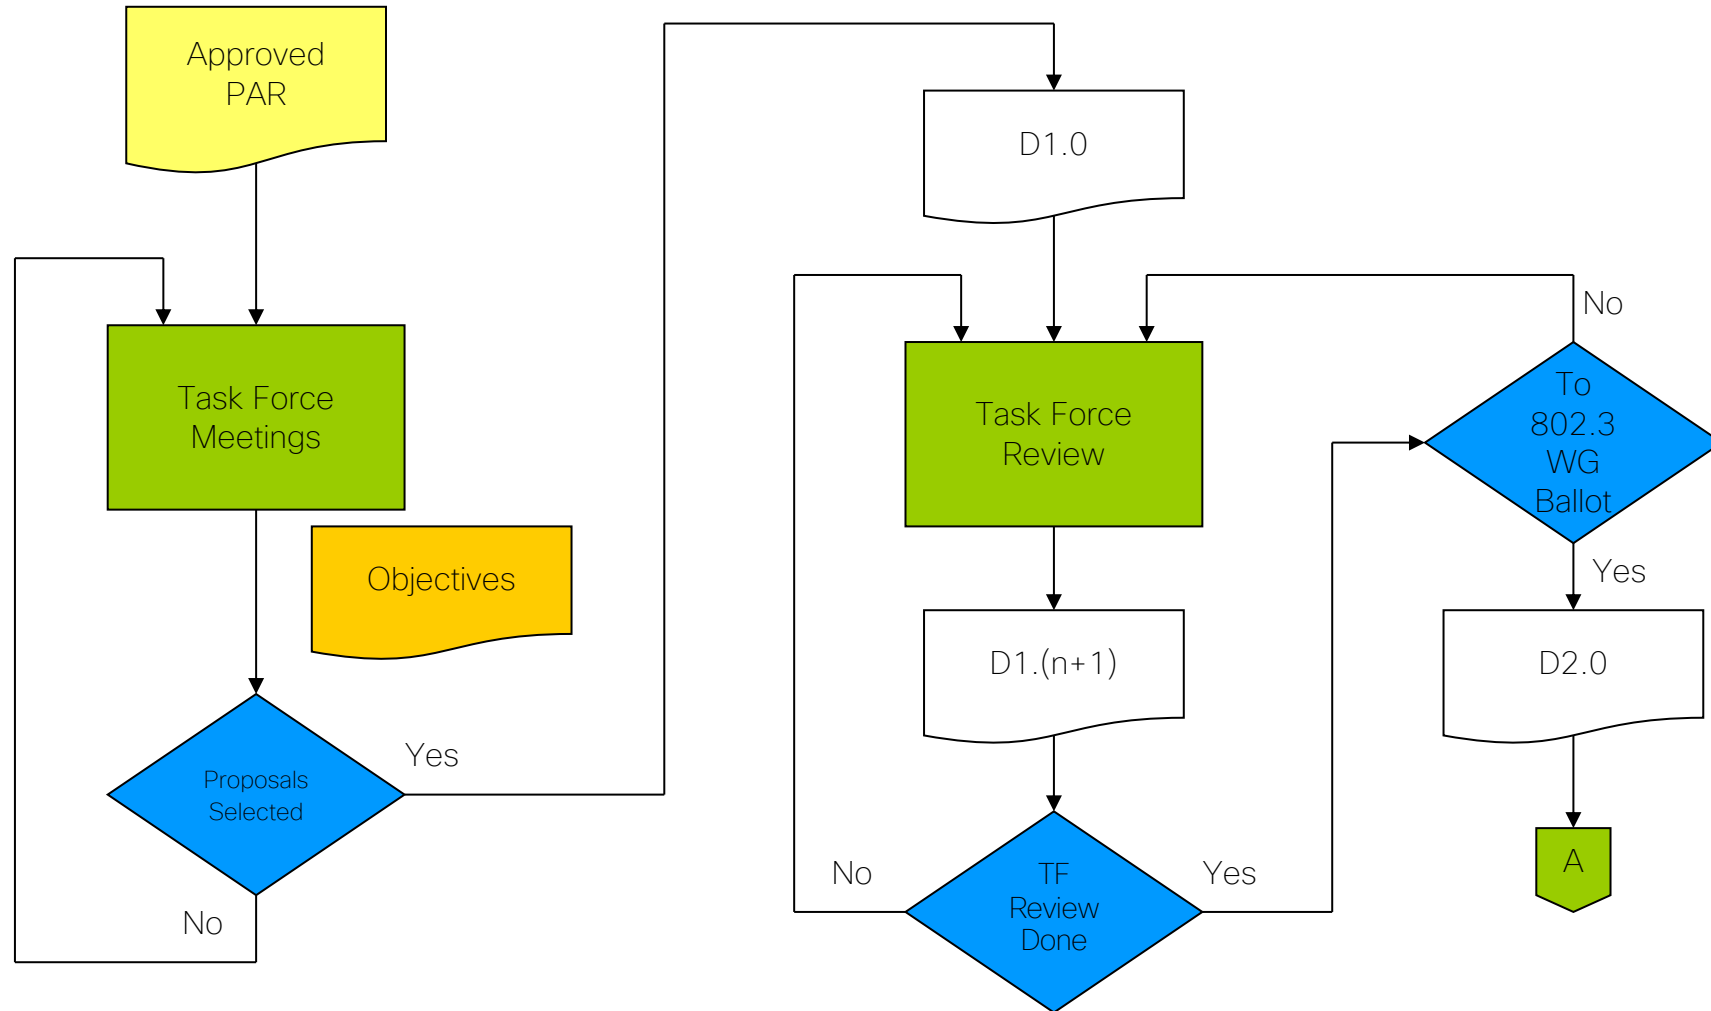 Approved
PAR
Task Force
Meetings
Objectives
Proposals
Selected
Yes
No
D1.0
Task Force
Review
D1.(n+1)
TF
Review
Done
No
Yes
To
802.3
WG
Ballot
No
Yes
D2.0
A